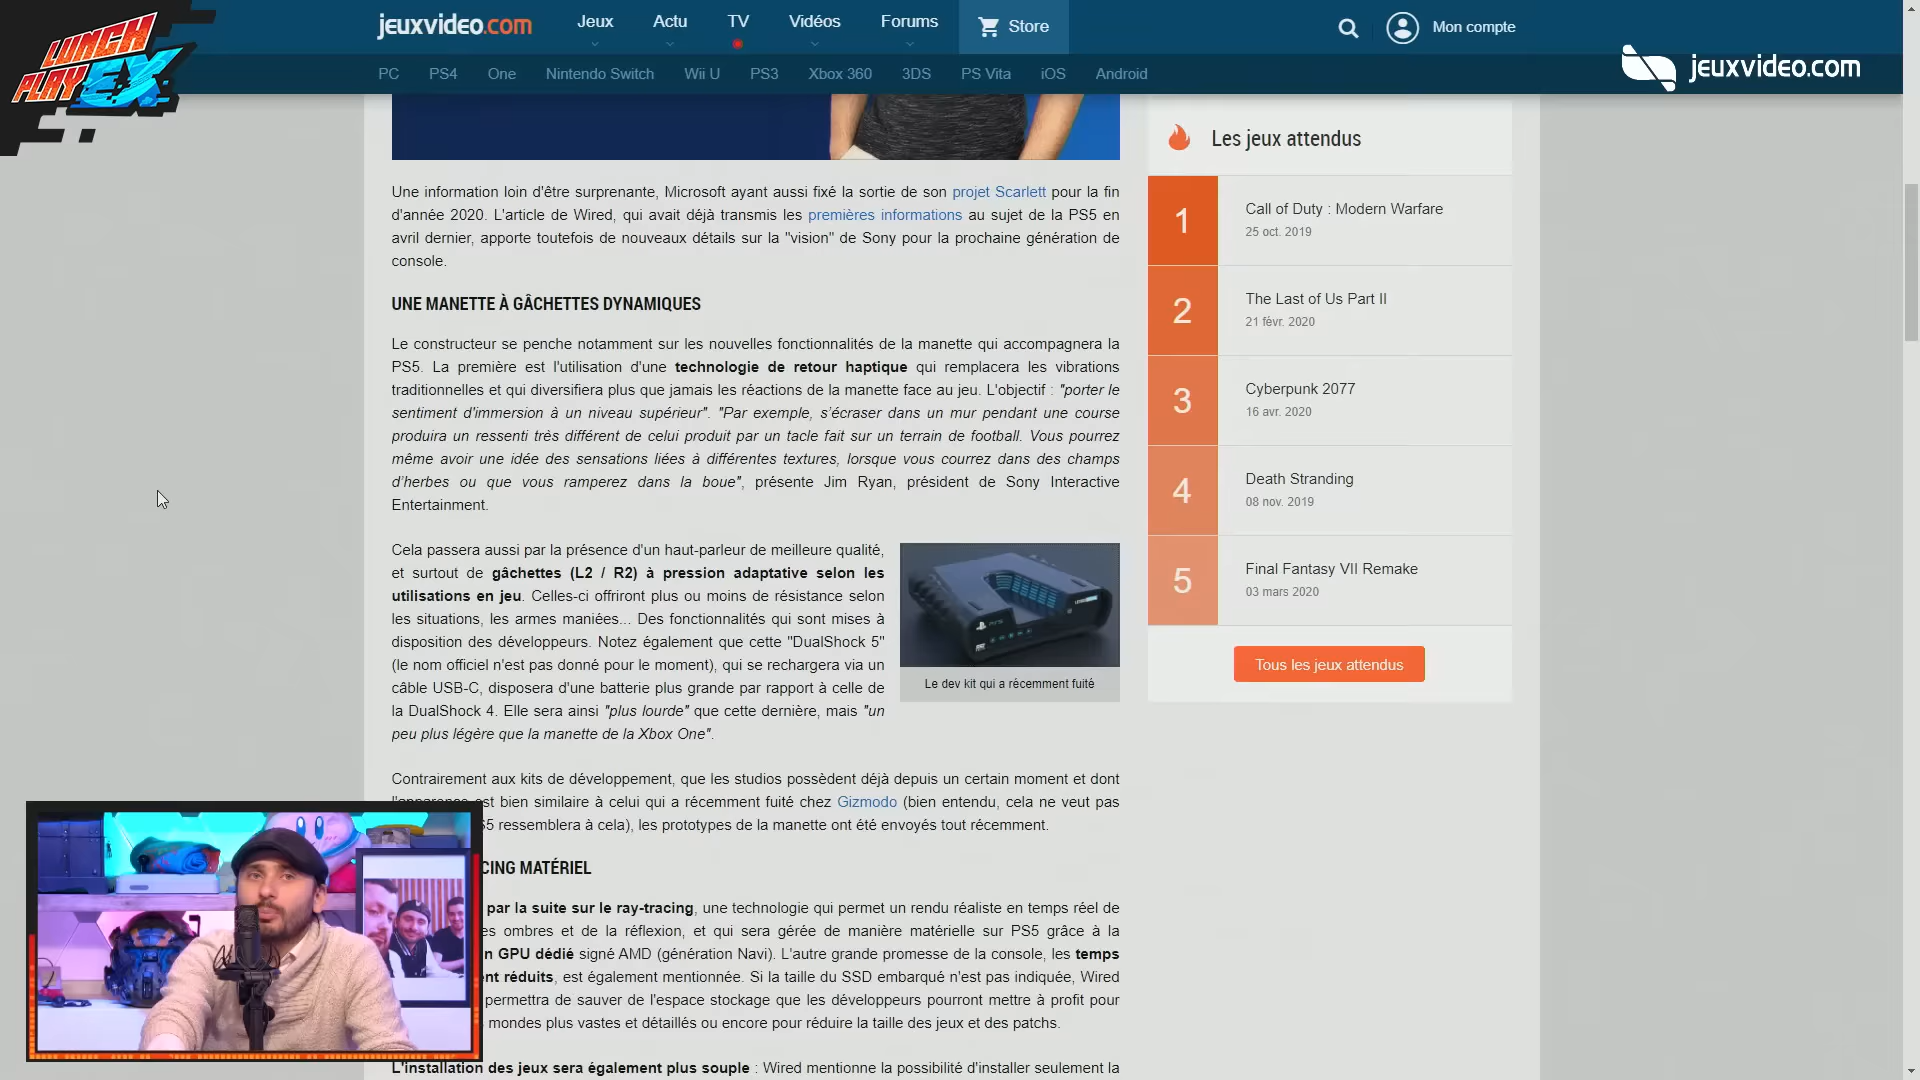 LUNCH
PLAY EX
jeuxvideo.com
Jeux
Actu
TV
Vidéos
Forums
Store
Mon compte
PC
PS4
One
Nintendo Switch
Wii U
PS3
Xbox 360
3DS
PS Vita
iOS
Android
jeuxvideo.com
Une information loin d'être surprenante, Microsoft ayant aussi fixé la sortie de son projet Scarlett pour la fin
d'année 2020. L'article de Wired, qui avait déjà transmis les premières informations au sujet de la PS5 en
avril dernier, apporte toutefois de nouveaux détails sur la "vision" de Sony pour la prochaine génération de
console.
UNE MANETTE À GÂCHETTES DYNAMIQUES
Le constructeur se penche notamment sur les nouvelles fonctionnalités de la manette qui accompagnera la
PS5. La première est l'utilisation d'une technologie de retour haptique qui remplacera les vibrations
traditionnelles et qui diversifiera plus que jamais les réactions de la manette face au jeu. L'objectif : "porter le
sentiment d'immersion à un niveau supérieur". "Par exemple, s'écraser dans un mur pendant une course
produira un ressenti très différent de celui produit par un tacle fait sur un terrain de football. Vous pourrez
même avoir une idée des sensations liées à différentes textures, lorsque vous courrez dans des champs
d'herbes ou que vous ramperez dans la boue", présente Jim Ryan, président de Sony Interactive
Entertainment.
Cela passera aussi par la présence d'un haut-parleur de meilleure qualité,
et surtout de gâchettes (L2 / R2) à pression adaptative selon les
utilisations en jeu. Celles-ci offriront plus ou moins de résistance selon
les situations, les armes maniées... Des fonctionnalités qui sont mises à
disposition des développeurs. Notez également que cette "DualShock 5"
(le nom officiel n'est pas donné pour le moment), qui se rechargera via un
câble USB-C, disposera d'une batterie plus grande par rapport à celle de
la DualShock 4. Elle sera ainsi "plus lourde" que cette dernière, mais "un
peu plus légère que la manette de la Xbox One".
Le dev kit qui a récemment fuité
Contrairement aux kits de développement, que les studios possèdent déjà depuis un certain moment et dont
est bien similaire à celui qui a récemment fuité chez Gizmodo (bien entendu, cela ne veut pas
ressemblera à cela), les prototypes de la manette ont été envoyés tout récemment.
CING MATÉRIEL
par la suite sur le ray-tracing, une technologie qui permet un rendu réaliste en temps réel de
es ombres et de la réflexion, et qui sera gérée de manière matérielle sur PS5 grâce à la
n GPU dédié signé AMD (génération Navi). L'autre grande promesse de la console, les temps
nt réduits, est également mentionnée. Si la taille du SSD embarqué n'est pas indiquée, Wired
permettra de sauver de l'espace stockage que les développeurs pourront mettre à profit pour
mondes plus vastes et détaillés ou encore pour réduire la taille des jeux et des patchs.
L'installation des jeux sera également plus souple : Wired mentionne la possibilité d'installer seulement la
Les jeux attendus
1
Call of Duty : Modern Warfare
25 oct. 2019
2
The Last of Us Part II
21 févr. 2020
3
Cyberpunk 2077
16 avr. 2020
4
Death Stranding
08 nov. 2019
5
Final Fantasy VII Remake
03 mars 2020
Tous les jeux attendus